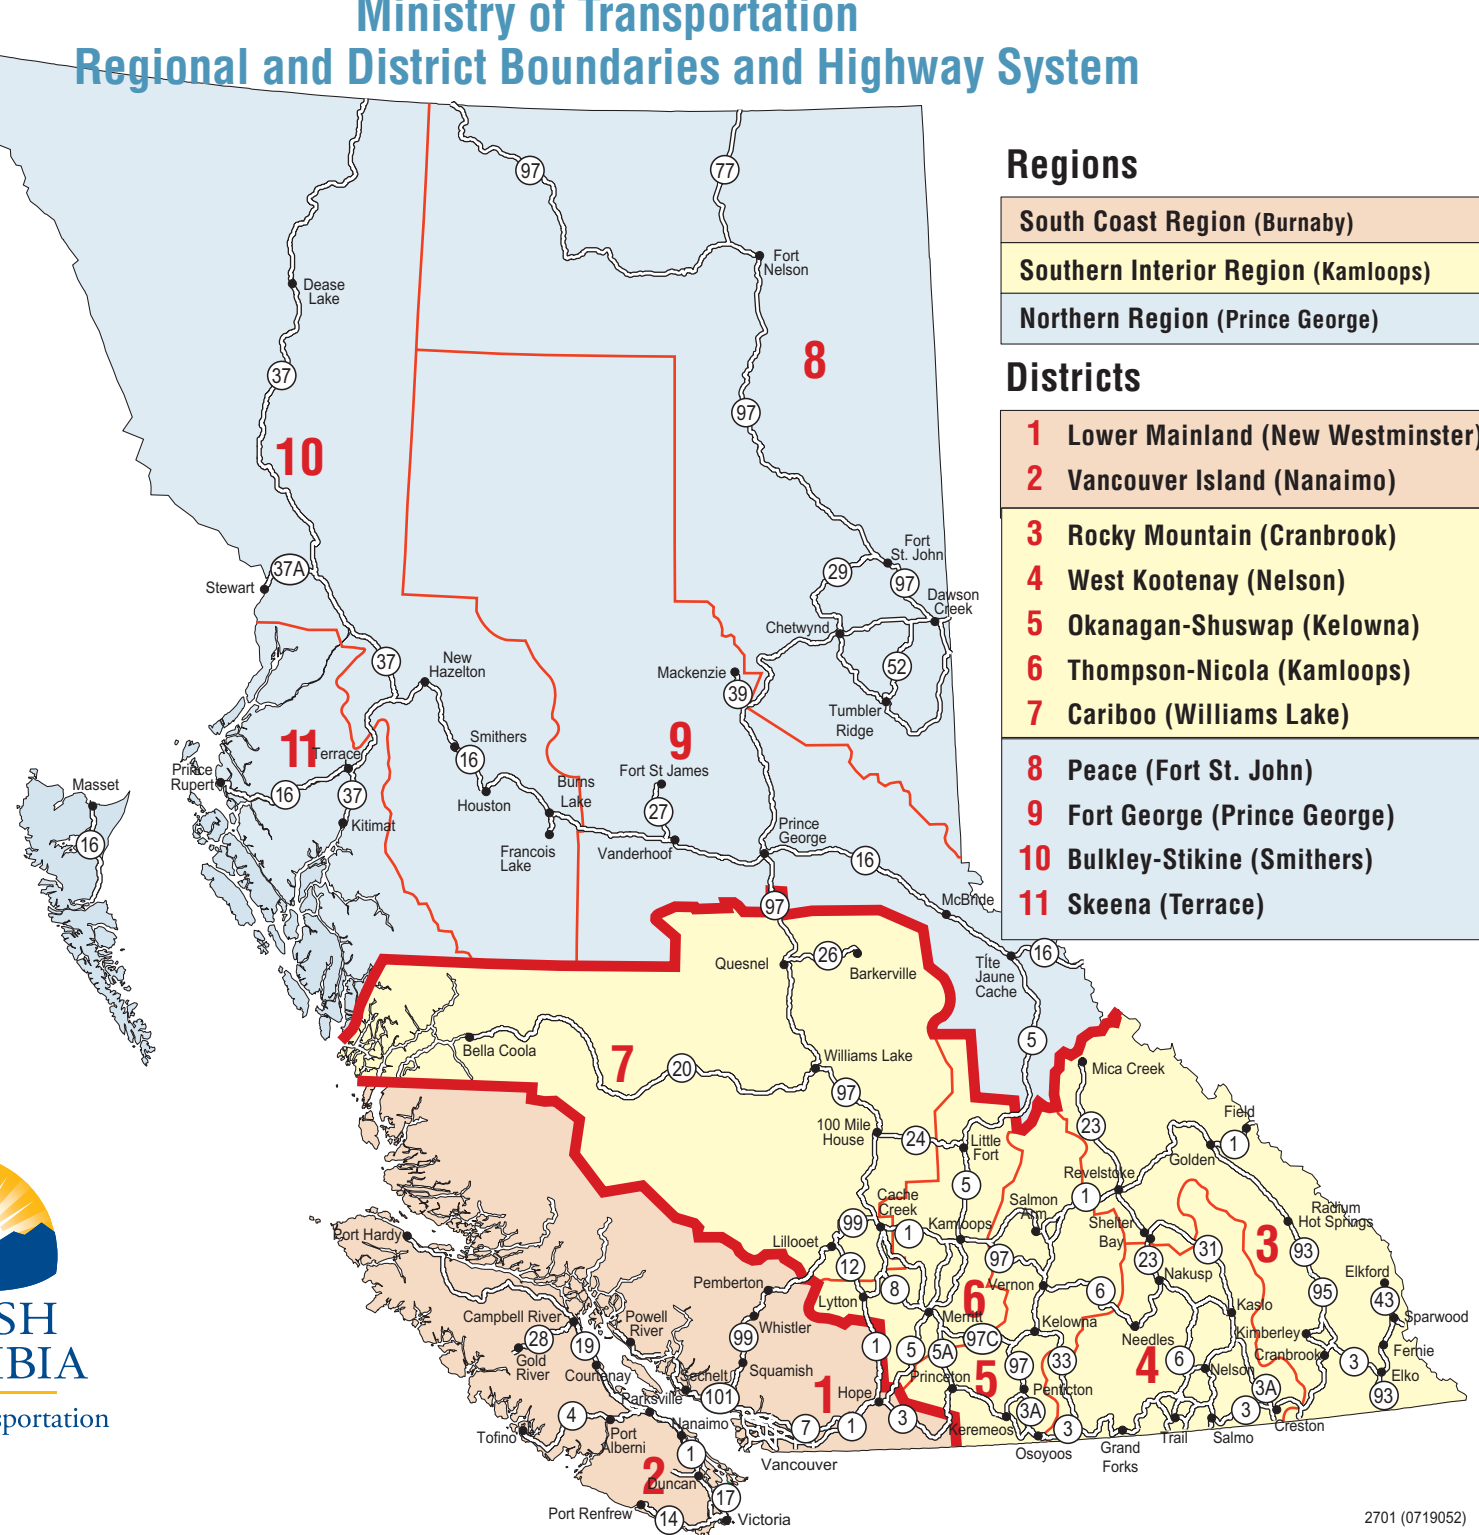 Ministry of Transportation
Regional and District Boundaries and Highway System
Regions
South Coast Region (Burnaby)
Southern Interior Region (Kamloops)
Northern Region (Prince George)
Districts
1 Lower Mainland (New Westminster)
2 Vancouver Island (Nanaimo)
3 Rocky Mountain (Cranbrook)
4 West Kootenay (Nelson)
5 Okanagan-Shuswap (Kelowna)
6 Thompson-Nicola (Kamloops)
7 Cariboo (Williams Lake)
8 Peace (Fort St. John)
9 Fort George (Prince George)
10 Bulkley-Stikine (Smithers)
11 Skeena (Terrace)
97
77
Fort
Nelson
Dease
Lake
37
8
97
10
Fort
St. John
37A
29
97
Stewart
Dawson
Creek
Chetwynd
37
New
Hazelton
52
Mackenzie
39
Tumbler
Ridge
11
Terrace
9
Smithers
16
Prince
Rupert
Fort St James
Masset
16
37
Houston
Burns
Lake
27
Kitimat
16
Francois
Lake
Vanderhoof
Prince
George
16
McBride
97
16
Quesnel
26
Barkerville
Tîte
Jaune
Cache
5
Bella Coola
7
20
Williams Lake
97
Mica Creek
100 Mile
House
24
Little
Fort
23
Field
1
Golden
Revelstoke
5
1
Cache
Creek
Salmon
Arm
Radium
Hot Springs
99
1
Kamloops
Shelter
Bay
3
93
Port Hardy
Lillooet
12
97
23
31
Nakusp
Elkford
Pemberton
8
6
Vernon
6
95
43
Lytton
Merritt
Kaslo
Sparwood
Campbell River
Powell
River
Whistler
97C
Kelowna
Needles
Kimberley
28
19
99
1
5
5A
Cranbrook
Fernie
Gold
River
Courtenay
Squamish
Princeton
5
97
33
4
6
Nelson
3
Elko
Sechelt
101
1
Hope
Penticton
3A
93
Parksville
3A
3
Creston
4
Nanaimo
7
1
3
Keremeos
3
Tofino
Port
Alberni
1
Vancouver
Osoyoos
Grand
Forks
Trail
Salmo
2
Duncan
17
Port Renfrew
14
Victoria
SH
BIA
sportation
2701 (0719052)